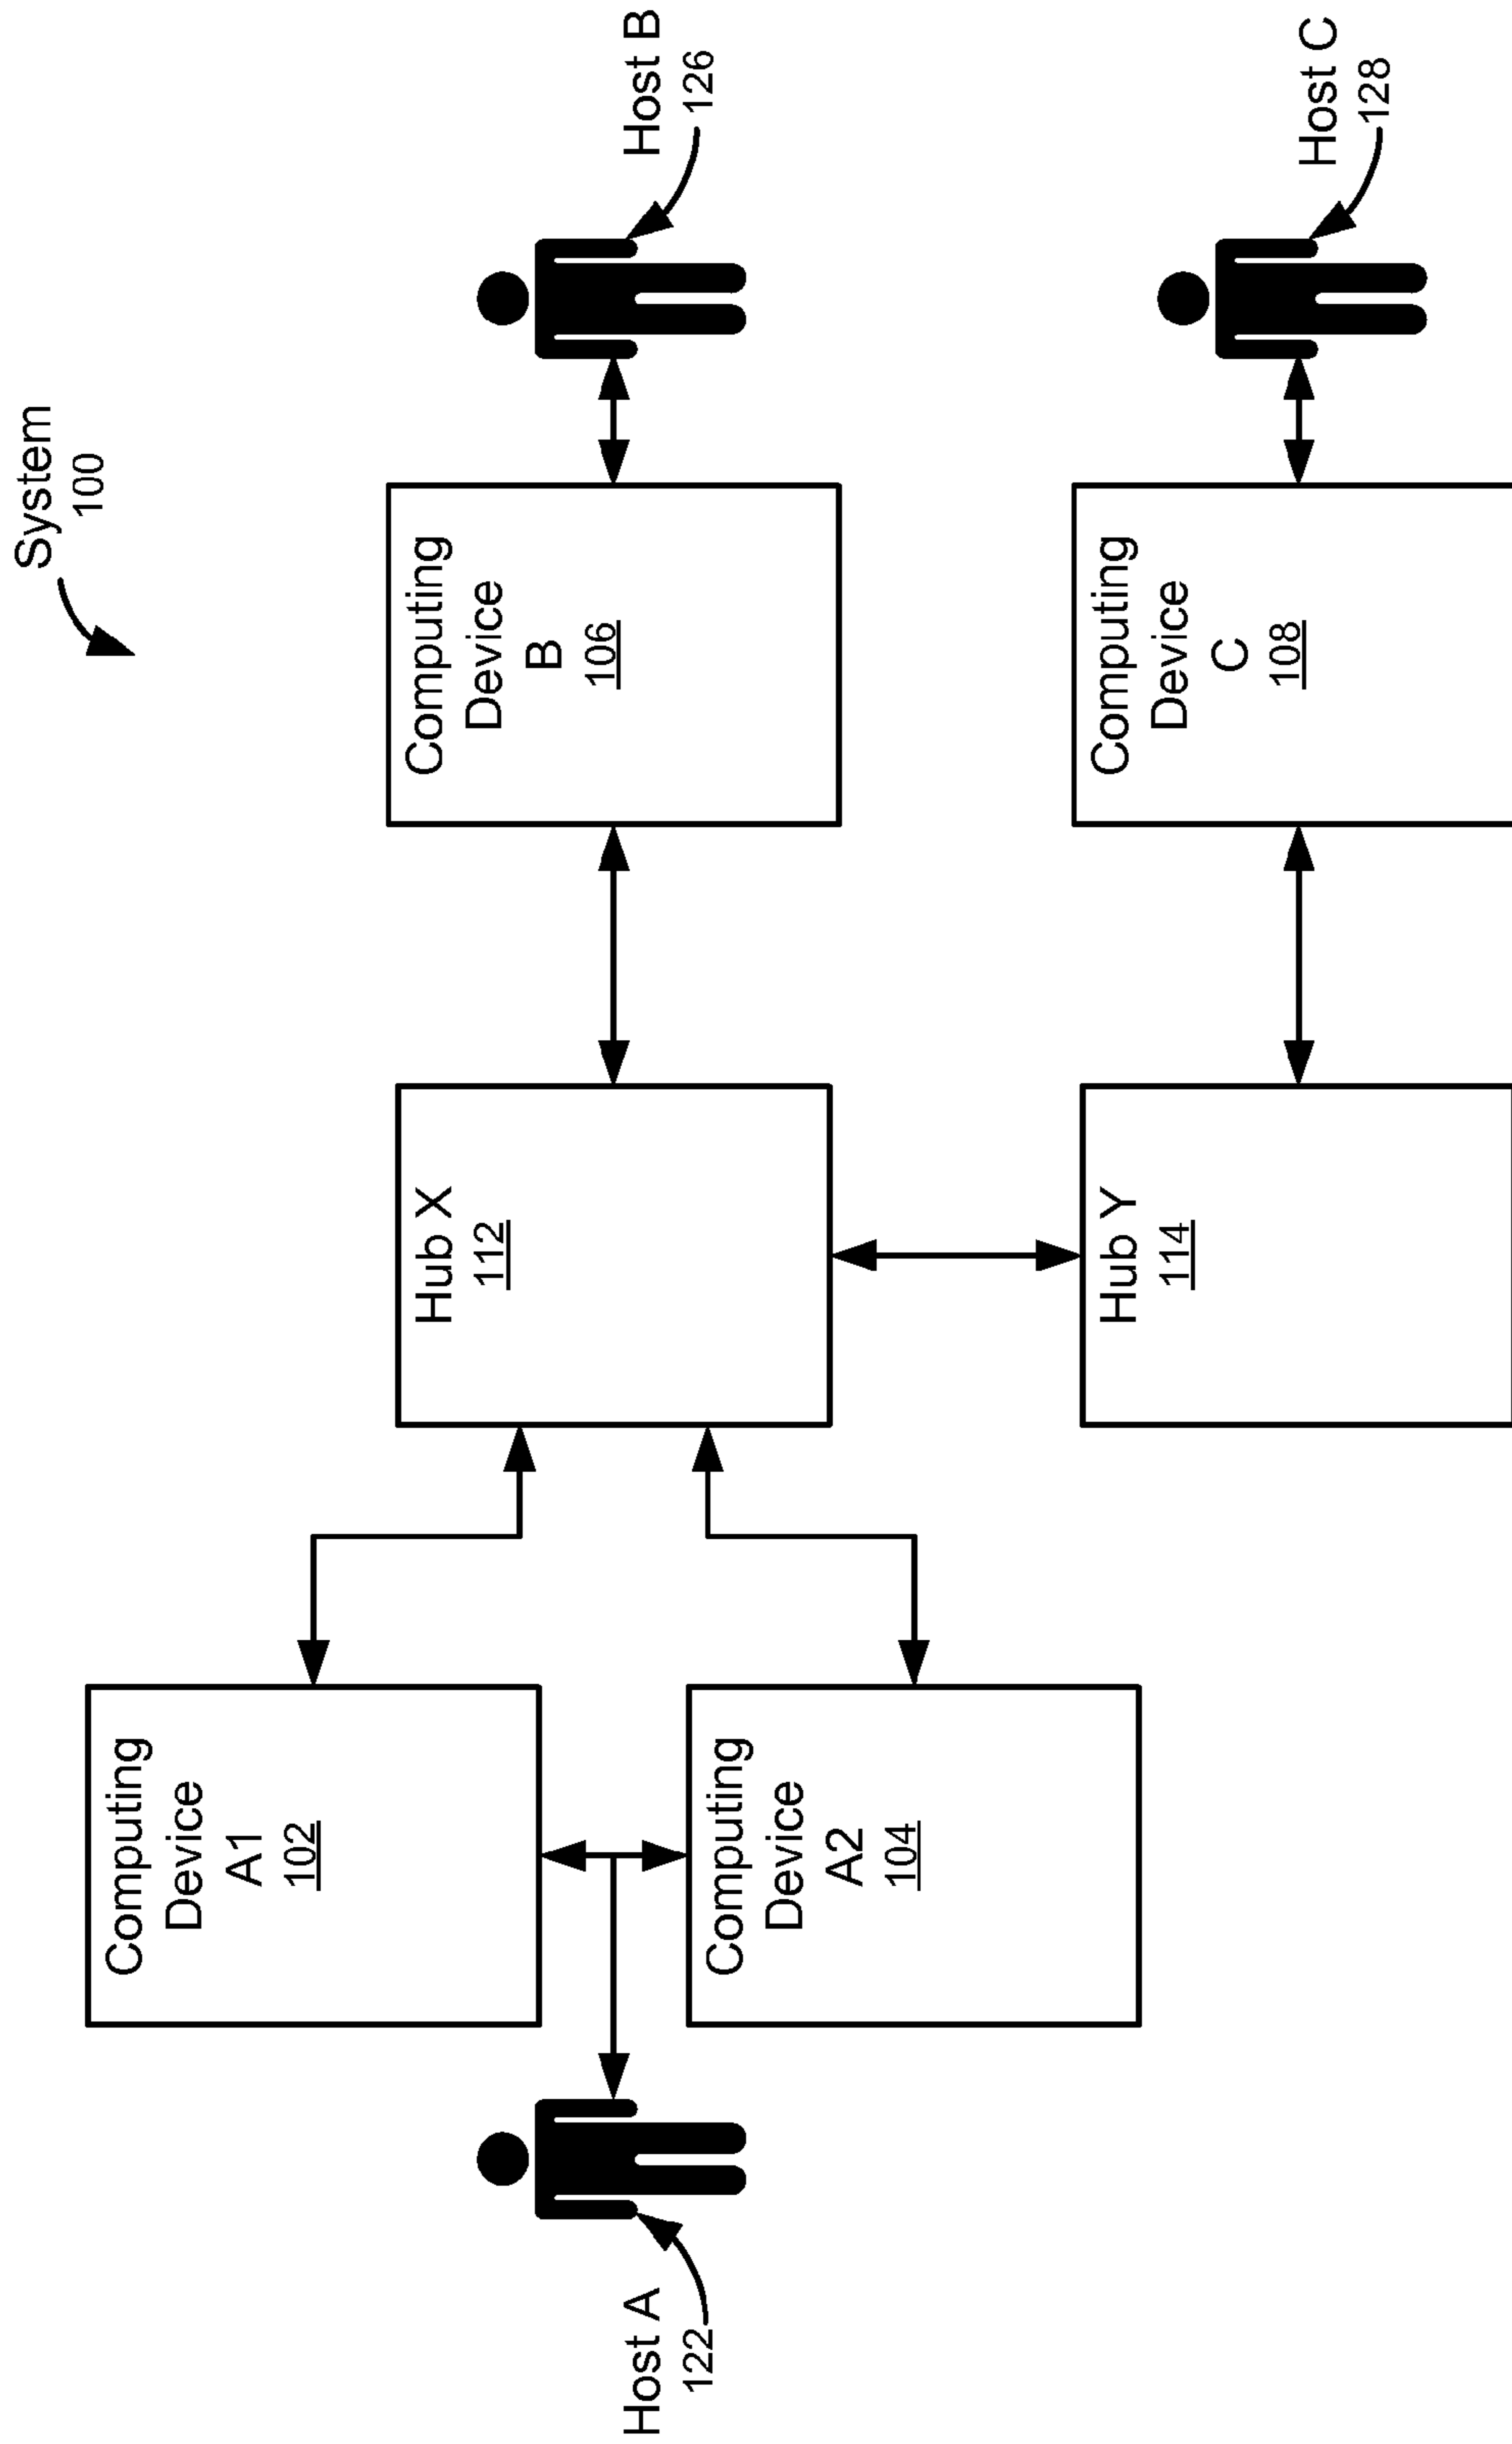 System
100
Computing
Device
A1
102
Hub X
112
Computing
Device
B
106
Host A
122
Host B
126
Computing
Device
A2
104
Hub Y
114
Computing
Device
C
108
Host C
128